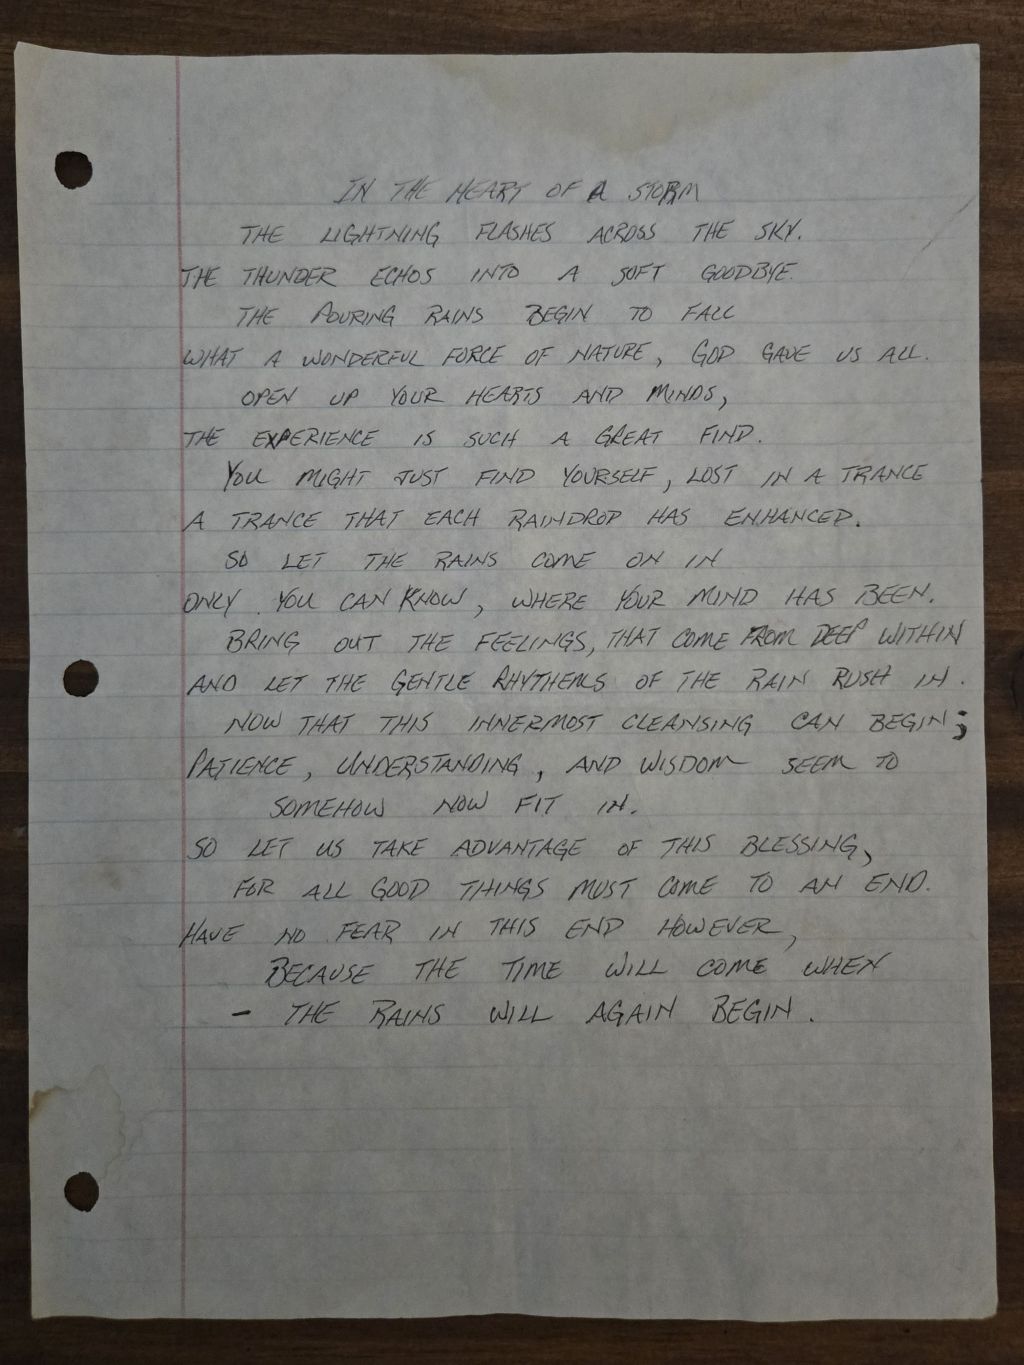 IN THE HEART OF A STORM
THE LIGHTNING FLASHES ACROSS THE SKY.
THE THUNDER ECHOS INTO A SOFT GOODBYE.
THE POURING RAINS BEGIN TO FALL
WHAT A WONDERFUL FORCE OF NATURE, GOD GAVE US ALL.
OPEN UP YOUR HEARTS AND MINDS,
THE EXPERIENCE IS SUCH A GREAT FIND.
YOU MIGHT JUST FIND YOURSELF, LOST IN A TRANCE
A TRANCE THAT EACH RAINDROP HAS ENHANCED.
SO LET THE RAINS COME ON IN
ONLY YOU CAN KNOW, WHERE YOUR MIND HAS BEEN.
BRING OUT THE FEELINGS, THAT COME FROM DEEP WITHIN
AND LET THE GENTLE RHYTHEMS OF THE RAIN RUSH IN.
NOW THAT THIS INNERMOST CLEANSING CAN BEGIN;
PATIENCE, UNDERSTANDING, AND WISDOM SEEM TO
SOMEHOW NOW FIT IN.
SO LET US TAKE ADVANTAGE OF THIS BLESSING,
FOR ALL GOOD THINGS MUST COME TO AN END.
HAVE NO FEAR IN THIS END HOWEVER,
BECAUSE THE TIME WILL COME WHEN
- THE RAINS WILL AGAIN BEGIN.